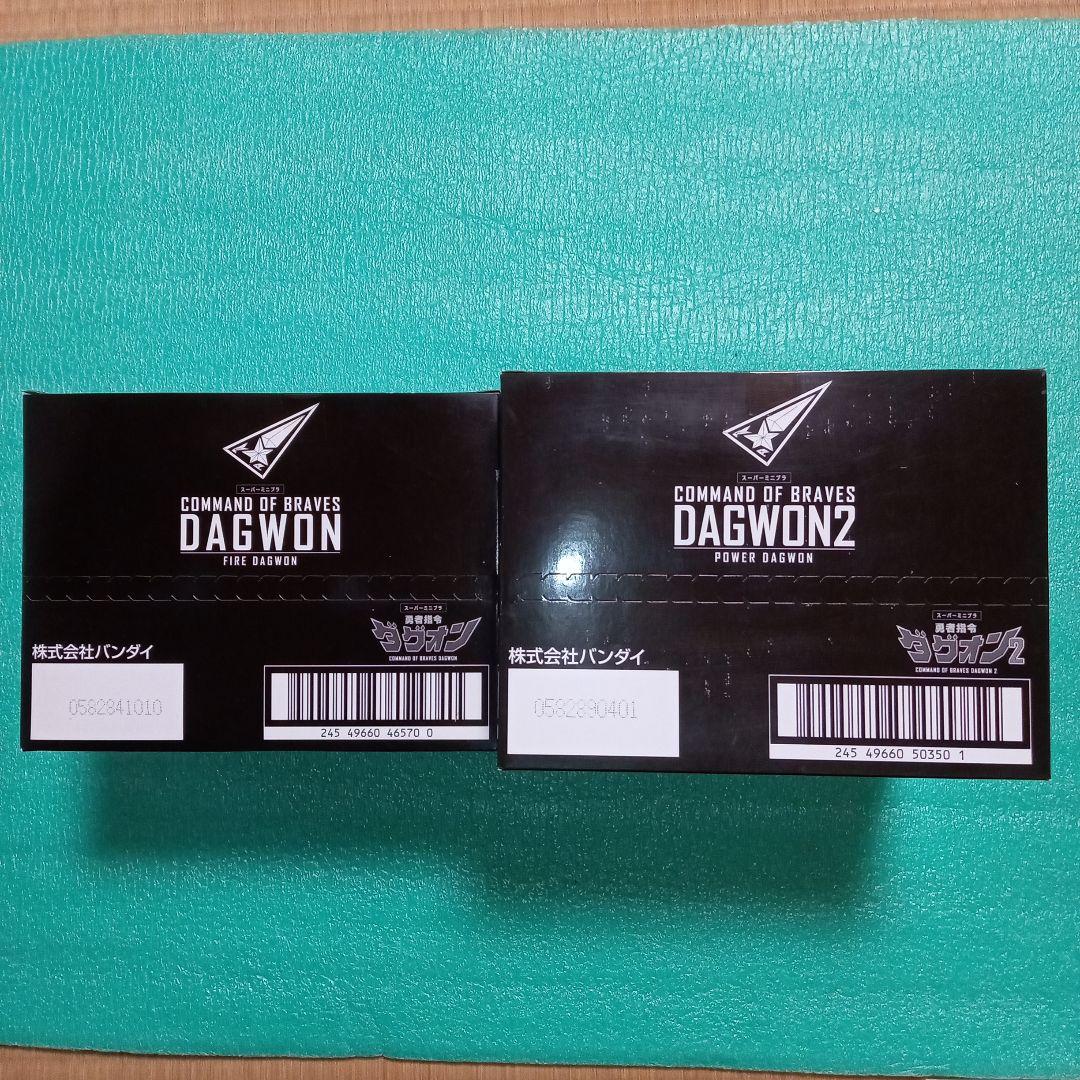 スーパーミニプラ
COMMAND OF BRAVES
DAGWON
FIRE DAGWON
スーパーミニプラ
勇者指令
ダグオン
COMMAND OF BRAVES DAGWON
株式会社バンダイ
0582841010
245 49660 46570 0
スーパーミニプラ
COMMAND OF BRAVES
DAGWON2
POWER DAGWON
スーパーミニプラ
勇者指令
ダグオン2
COMMAND OF BRAVES DAGWON 2
株式会社バンダイ
0582890401
245 49660 50350 1